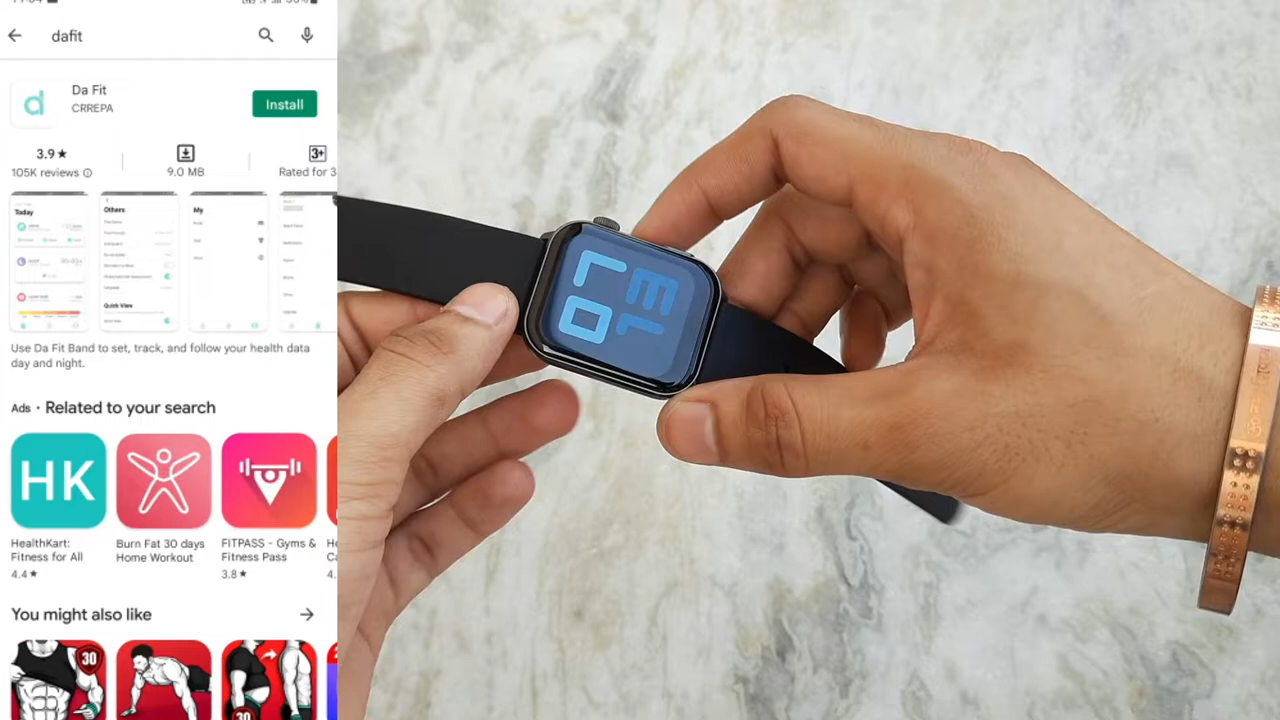 dafit
Da Fit
CRREPA
Install
3.9★
105K reviews
9.0 MB
3+
Rated for 3
Today
Others
My
Quick View
Use Da Fit Band to set, track, and follow your health data
day and night.
Ads • Related to your search
HK
HealthKart:
Fitness for All
4.4★
Burn Fat 30 days
Home Workout
FITPASS - Gyms &
Fitness Pass
3.8★
4.
You might also like
30
30
07